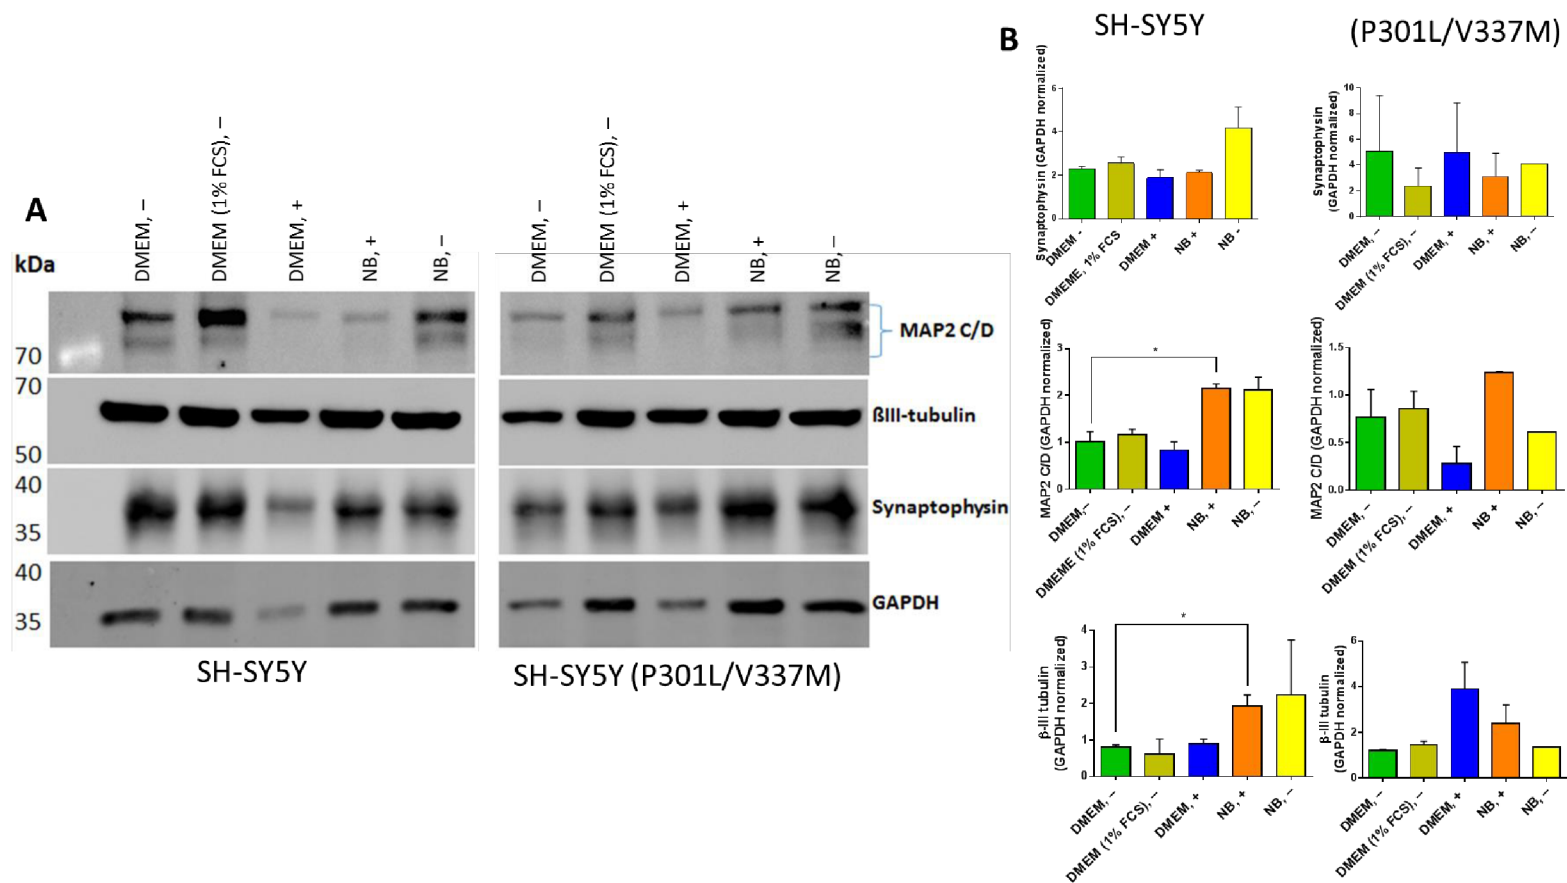 A
DMEM, –
DMEM (1% FCS), –
DMEM, +
NB, +
NB, –
DMEM, –
DMEM (1% FCS), –
DMEM, +
NB, +
NB, –
kDa
70
MAP2 C/D
70
ßIII-tubulin
50
40
Synaptophysin
35
40
GAPDH
35
SH-SY5Y
SH-SY5Y (P301L/V337M)
B
SH-SY5Y
(P301L/V337M)
Synaptophysin (GAPDH normalized)
6
4
2
0
DMEM -
DMEME, 1% FCS
DMEM +
NB +
NB -
Synaptophysin
(GAPDH normalized)
10
8
6
4
2
0
DMEM, –
DMEM (1% FCS), –
DMEM, +
NB, +
NB, –
MAP2 C/D (GAPDH normalized)
3
2
1
0
*
DMEM,–
DMEME (1% FCS), –
DMEM +
NB, +
NB, –
MAP2 C/D (GAPDH normalized)
1.5
1.0
0.5
0.0
DMEM, –
DMEM (1% FCS), –
DMEM, +
NB +
NB, –
β-III tubulin
(GAPDH normalized)
4
3
2
1
0
*
DMEM, –
DMEM (1% FCS), –
DMEM, +
NB, +
NB, –
β-III tubulin
(GAPDH normalized)
6
4
2
0
DMEM, –
DMEM (1% FCS), –
DMEM, +
NB, +
NB, –